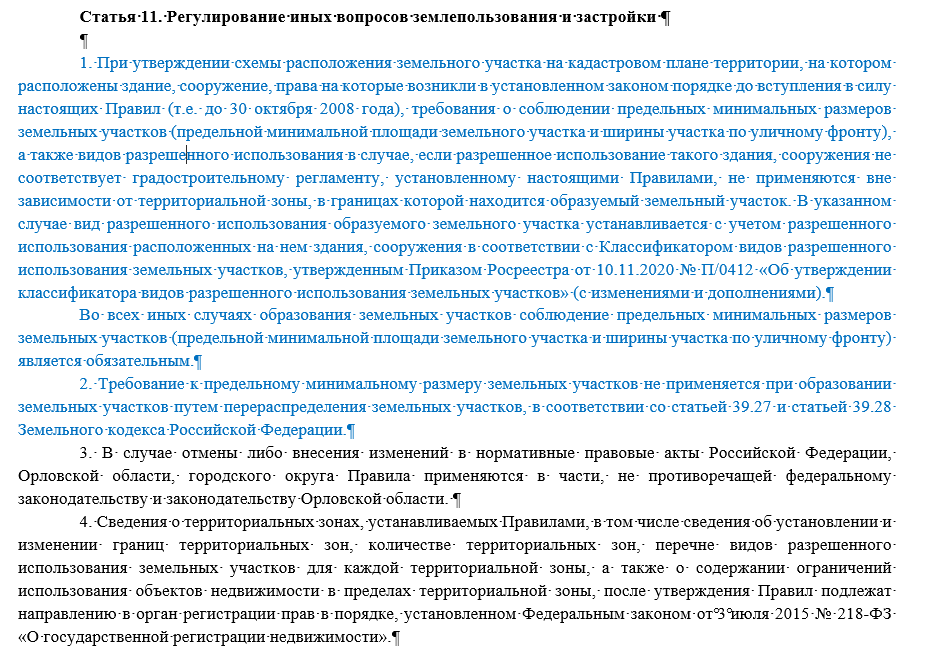 Статья 11. Регулирование иных вопросов землепользования и застройки ¶
¶
1. При утверждении схемы расположения земельного участка на кадастровом плане территории, на котором
расположены здание, сооружение, права на которые возникли в установленном законом порядке до вступления в силу
настоящих Правил (т.е. до 30 октября 2008 года), требования о соблюдении предельных минимальных размеров
земельных участков (предельной минимальной площади земельного участка и ширины участка по уличному фронту),
а также видов разрешенного использования в случае, если разрешенное использование такого здания, сооружения не
соответствует градостроительному регламенту, установленному настоящими Правилами, не применяются вне
зависимости от территориальной зоны, в границах которой находится образуемый земельный участок. В указанном
случае вид разрешенного использования образуемого земельного участка устанавливается с учетом разрешенного
использования расположенных на нем здания, сооружения в соответствии с Классификатором видов разрешенного
использования земельных участков, утвержденным Приказом Росреестра от 10.11.2020 № П/0412 «Об утверждении
классификатора видов разрешенного использования земельных участков» (с изменениями и дополнениями).¶
Во всех иных случаях образования земельных участков соблюдение предельных минимальных размеров
земельных участков (предельной минимальной площади земельного участка и ширины участка по уличному фронту)
является обязательным.¶
2. Требование к предельному минимальному размеру земельных участков не применяется при образовании
земельных участков путем перераспределения земельных участков, в соответствии со статьей 39.27 и статьей 39.28
Земельного кодекса Российской Федерации.¶
3. В случае отмены либо внесения изменений в нормативные правовые акты Российской Федерации,
Орловской области, городского округа Правила применяются в части, не противоречащей федеральному
законодательству и законодательству Орловской области. ¶
4. Сведения о территориальных зонах, устанавливаемых Правилами, в том числе сведения об установлении и
изменении границ территориальных зон, количестве территориальных зон, перечне видов разрешенного
использования земельных участков для каждой территориальной зоны, а также о содержании ограничений
использования объектов недвижимости в пределах территориальной зоны, после утверждения Правил подлежат
направлению в орган регистрации прав в порядке, установленном Федеральным законом от 3 июля 2015 № 218-ФЗ
«О государственной регистрации недвижимости».¶